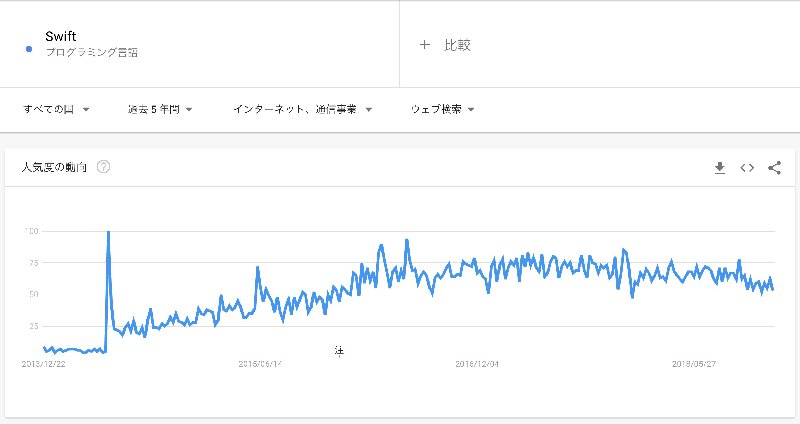 Swift
プログラミング言語
+ 比較
すべての国
過去 5 年間
インターネット、通信事業
ウェブ検索
人気度の動向
?
100
75
50
25
注
2013/12/22
2015/06/14
2016/12/04
2018/05/27